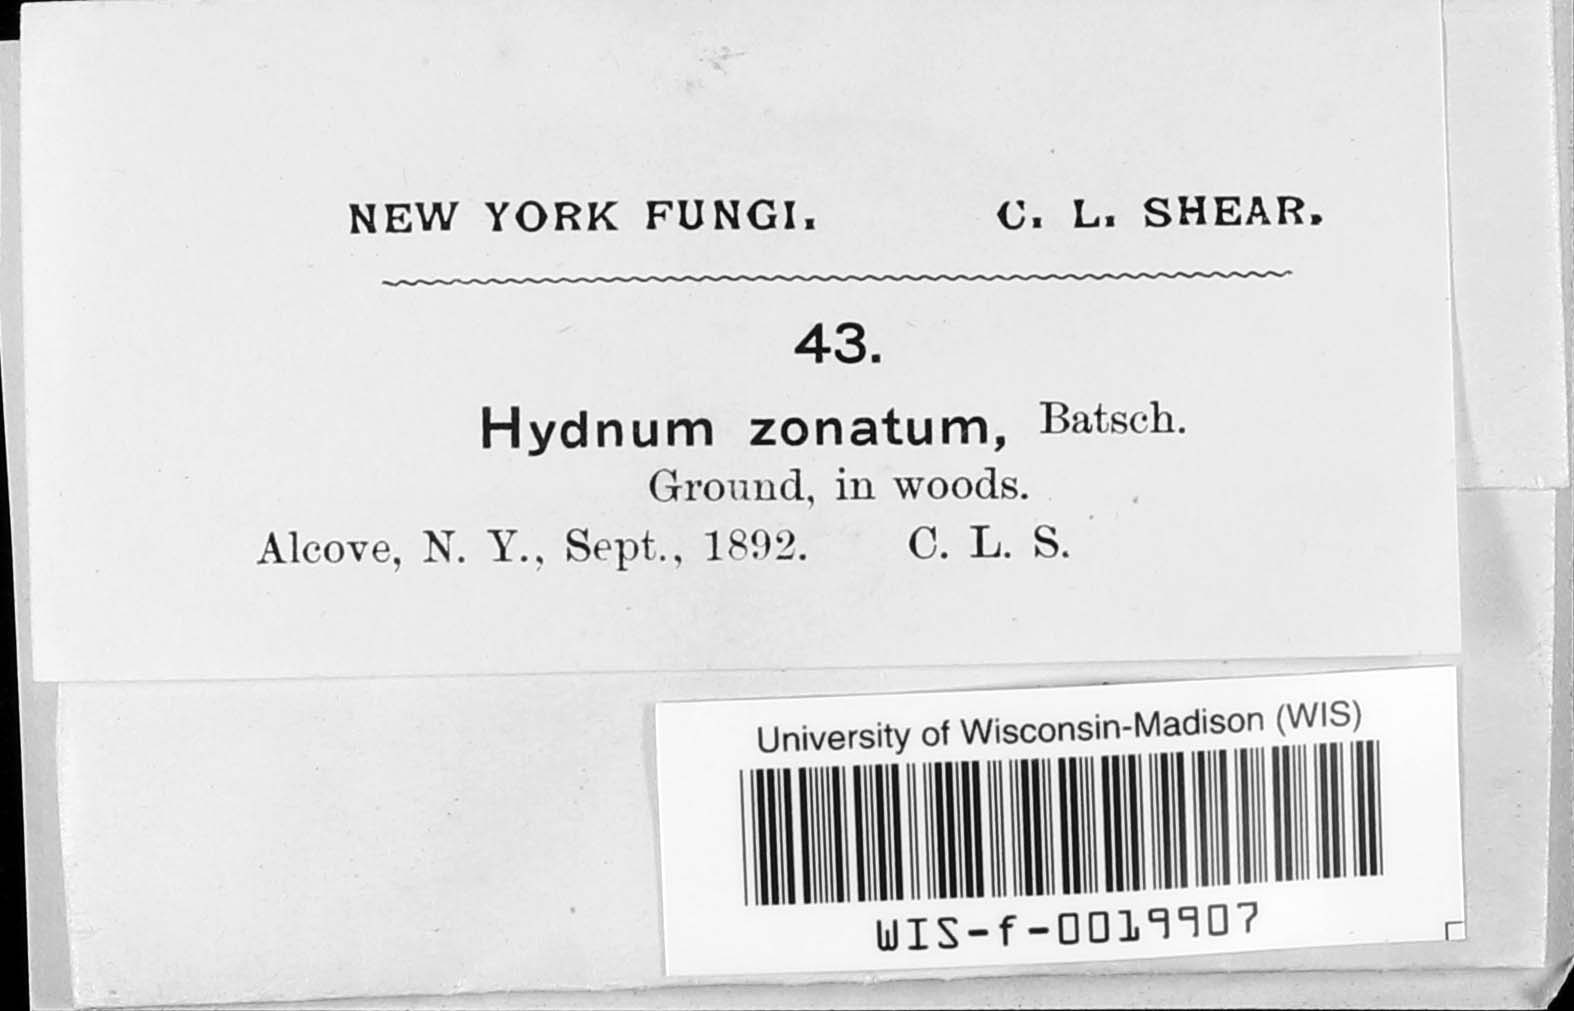 NEW YORK FUNGI. C. L. SHEAR.
43.
Hydnum zonatum, Batsch.
Ground, in woods.
Alcove, N. Y., Sept., 1892. C. L. S.
University of Wisconsin-Madison (WIS)
WIS-f-0019907